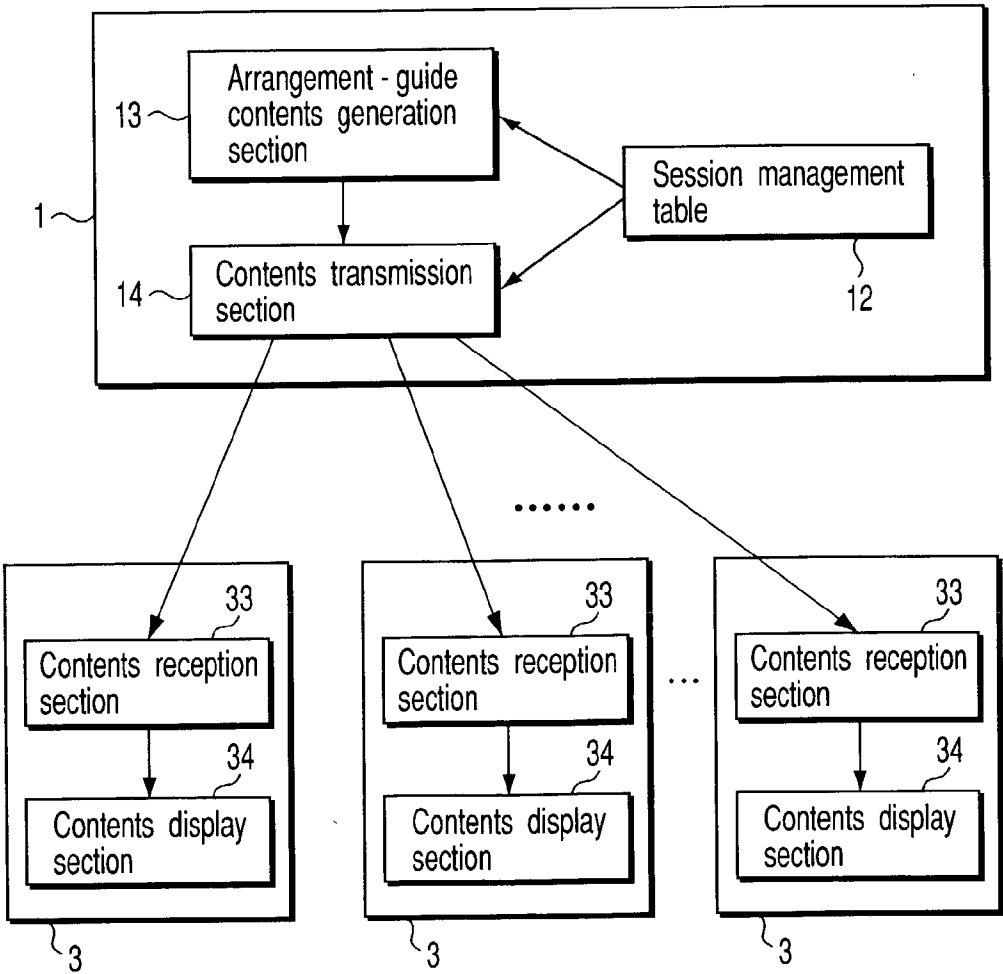 Arrangement - guide
contents generation
section
13
Session management
table
1
Contents transmission
section
14
12
......
33
33
33
Contents reception
section
Contents reception
section
...
Contents reception
section
34
34
34
Contents display
section
Contents display
section
Contents display
section
3
3
3